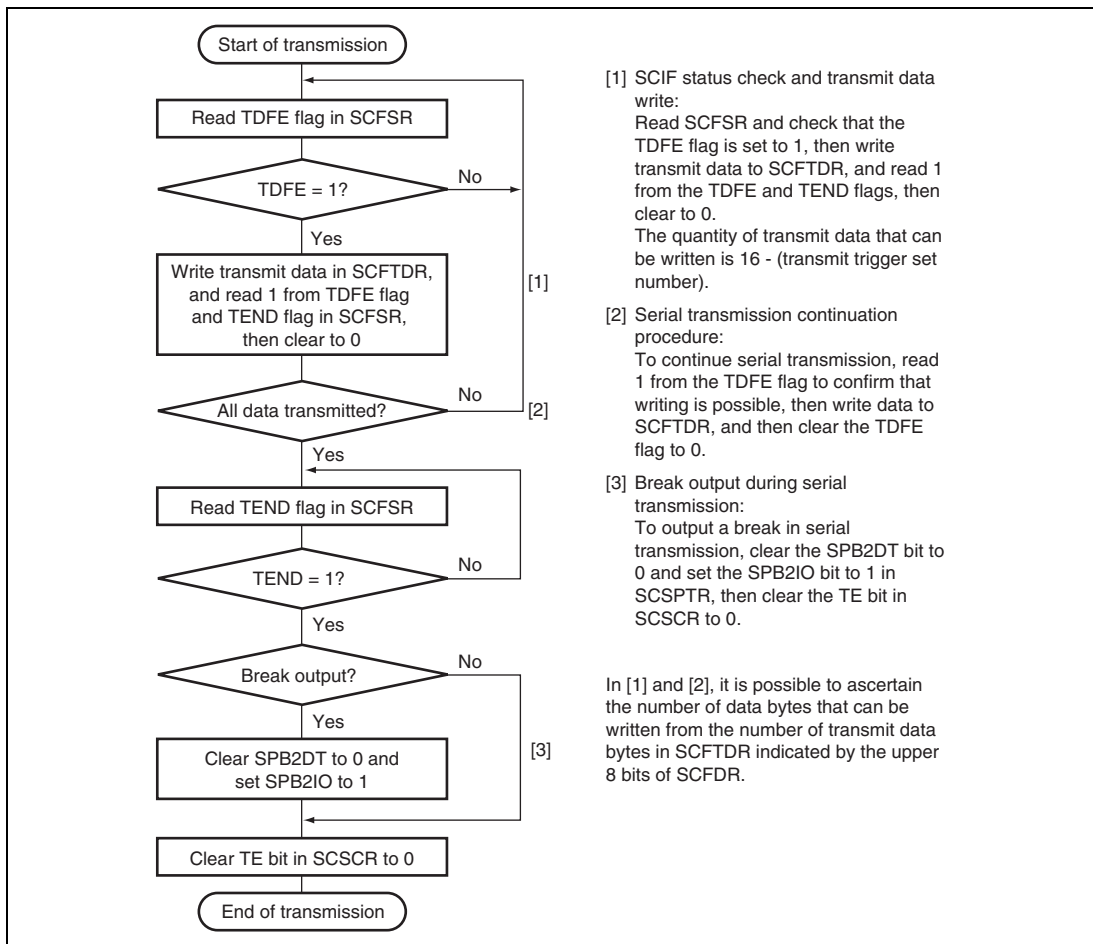 Start of transmission
Read TDFE flag in SCFSR
TDFE = 1?
No
Yes
Write transmit data in SCFTDR,
and read 1 from TDFE flag
and TEND flag in SCFSR,
then clear to 0
[1]
All data transmitted?
No
[2]
Yes
Read TEND flag in SCFSR
TEND = 1?
No
Yes
Break output?
No
Yes
Clear SPB2DT to 0 and
set SPB2IO to 1
[3]
Clear TE bit in SCSCR to 0
End of transmission
[1] SCIF status check and transmit data
write:
Read SCFSR and check that the
TDFE flag is set to 1, then write
transmit data to SCFTDR, and read 1
from the TDFE and TEND flags, then
clear to 0.
The quantity of transmit data that can
be written is 16 - (transmit trigger set
number).
[2] Serial transmission continuation
procedure:
To continue serial transmission, read
1 from the TDFE flag to confirm that
writing is possible, then write data to
SCFTDR, and then clear the TDFE
flag to 0.
[3] Break output during serial
transmission:
To output a break in serial
transmission, clear the SPB2DT bit to
0 and set the SPB2IO bit to 1 in
SCSPTR, then clear the TE bit in
SCSCR to 0.
In [1] and [2], it is possible to ascertain
the number of data bytes that can be
written from the number of transmit data
bytes in SCFTDR indicated by the upper
8 bits of SCFDR.